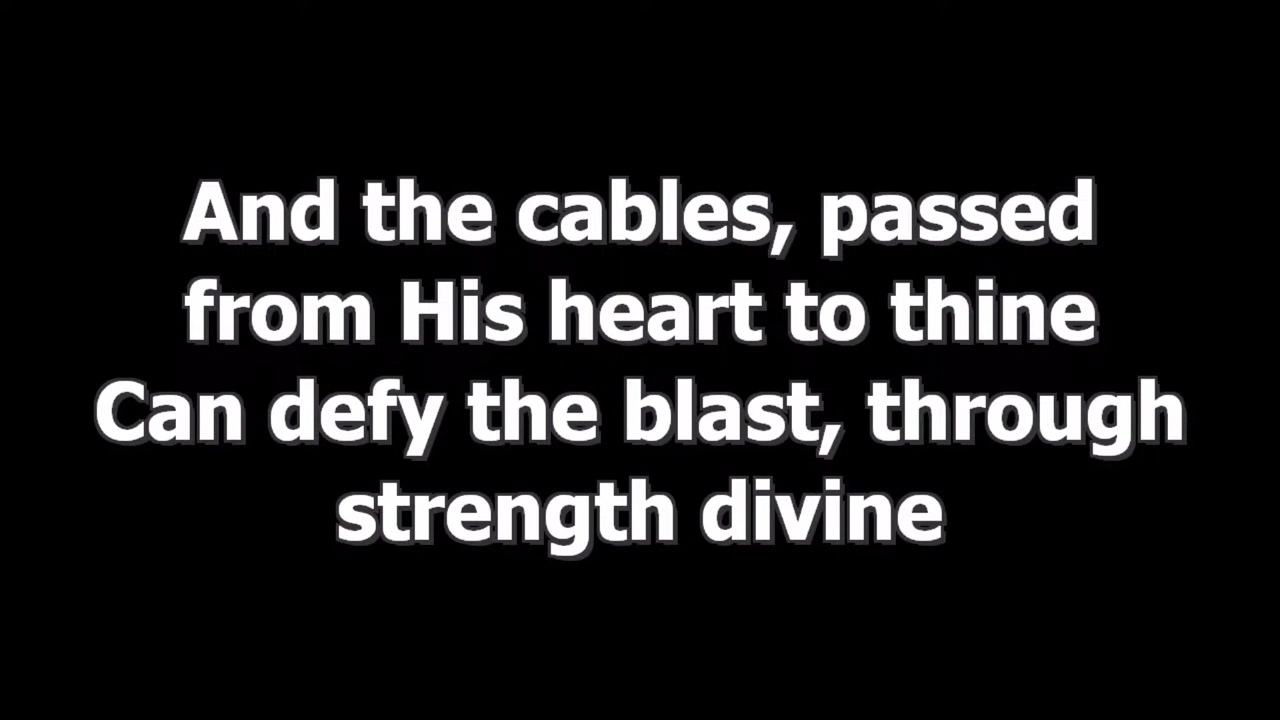 And the cables, passed
from His heart to thine
Can defy the blast, through
strength divine